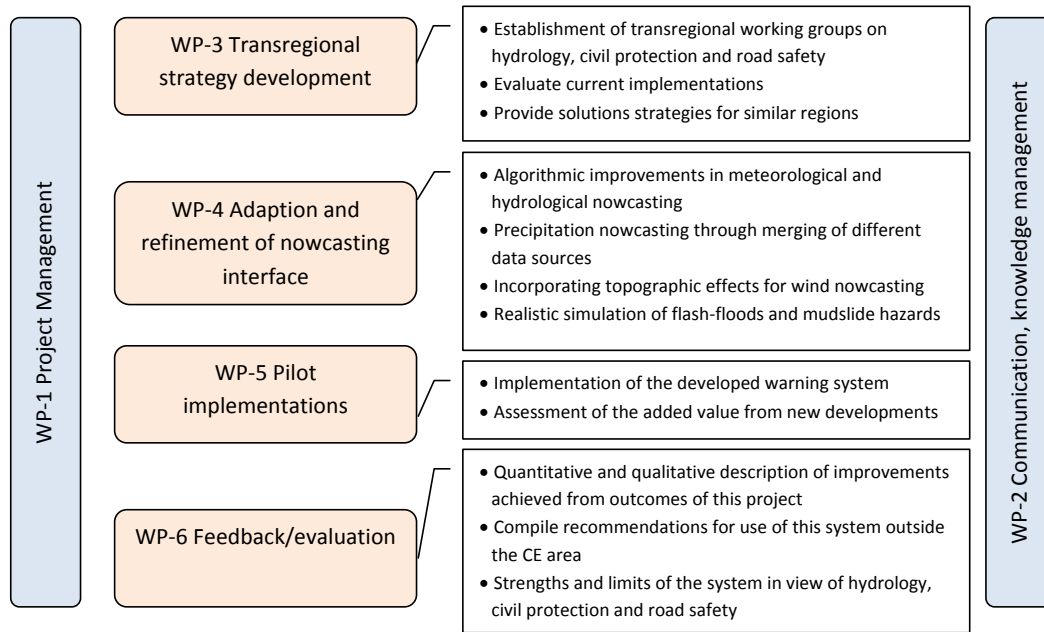 WP-1 Project Management
WP-3 Transregional
strategy development
• Establishment of transregional working groups on
hydrology, civil protection and road safety
• Evaluate current implementations
• Provide solutions strategies for similar regions
WP-4 Adaption and
refinement of nowcasting
interface
• Algorithmic improvements in meteorological and
hydrological nowcasting
• Precipitation nowcasting through merging of different
data sources
• Incorporating topographic effects for wind nowcasting
• Realistic simulation of flash-floods and mudslide hazards
WP-5 Pilot
implementations
• Implementation of the developed warning system
• Assessment of the added value from new developments
WP-6 Feedback/evaluation
• Quantitative and qualitative description of improvements
achieved from outcomes of this project
• Compile recommendations for use of this system outside
the CE area
• Strengths and limits of the system in view of hydrology,
civil protection and road safety
WP-2 Communication, knowledge management